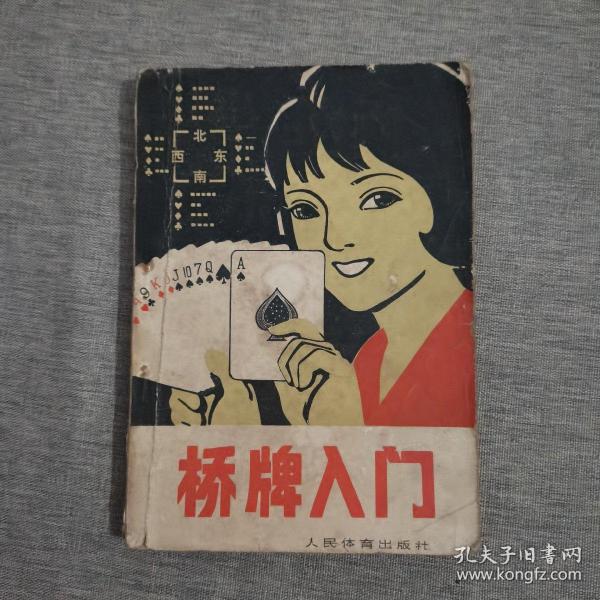 北
西 东
南
A 9 K J J 10 7 Q A
A
桥牌入门
人民体育出版社
孔夫子旧书网
www.kongfz.com